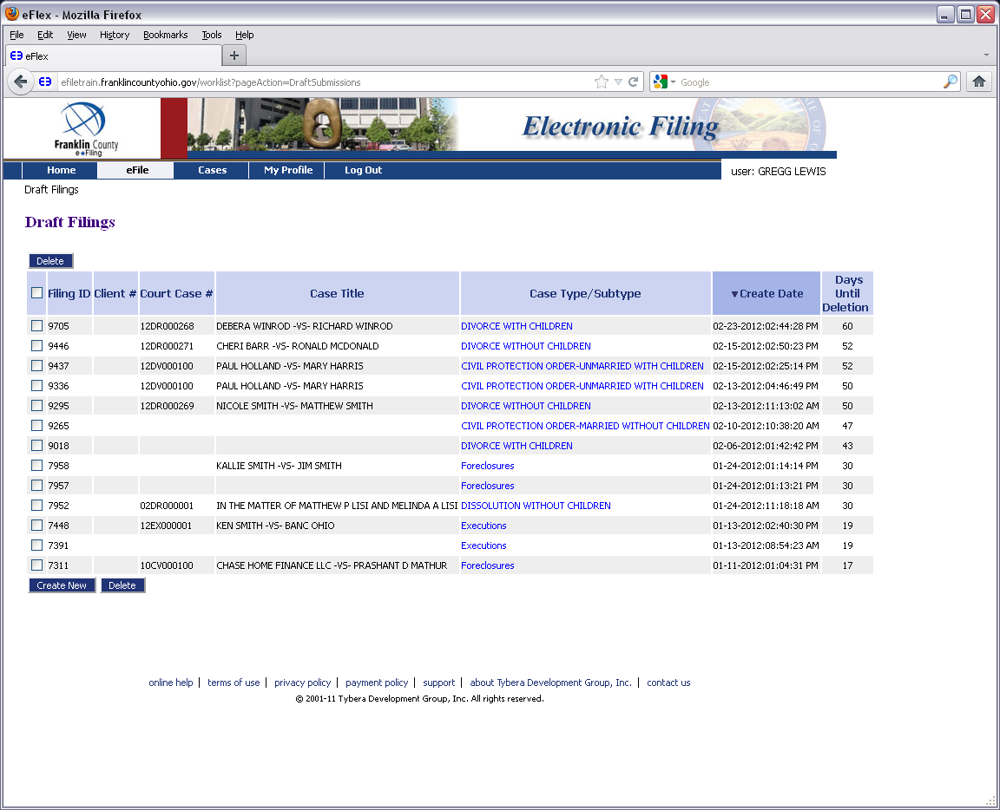 eFlex - Mozilla Firefox
File Edit View History Bookmarks Tools Help
eFlex
efiletrain.franklincountyohio.gov/worklist?pageAction=DraftSubmissions Google
Franklin County
e★Filing
Electronic Filing
Home eFile Cases My Profile Log Out user: GREGG LEWIS
Draft Filings
Draft Filings
Delete
Filing ID Client # Court Case # Case Title Case Type/Subtype ▼Create Date Days Until Deletion
9705 12DR000268 DEBERA WINROD -VS- RICHARD WINROD DIVORCE WITH CHILDREN 02-23-2012:02:44:28 PM 60
9446 12DR000271 CHERI BARR -VS- RONALD MCDONALD DIVORCE WITHOUT CHILDREN 02-15-2012:02:50:23 PM 52
9437 12DV000100 PAUL HOLLAND -VS- MARY HARRIS CIVIL PROTECTION ORDER-UNMARRIED WITH CHILDREN 02-15-2012:02:25:14 PM 52
9336 12DV000100 PAUL HOLLAND -VS- MARY HARRIS CIVIL PROTECTION ORDER-UNMARRIED WITH CHILDREN 02-13-2012:04:46:49 PM 50
9295 12DR000269 NICOLE SMITH -VS- MATTHEW SMITH DIVORCE WITHOUT CHILDREN 02-13-2012:11:13:02 AM 50
9265 CIVIL PROTECTION ORDER-MARRIED WITHOUT CHILDREN 02-10-2012:10:38:20 AM 47
9018 DIVORCE WITH CHILDREN 02-06-2012:01:42:42 PM 43
7958 KALLIE SMITH -VS- JIM SMITH Foreclosures 01-24-2012:01:14:14 PM 30
7957 Foreclosures 01-24-2012:01:13:21 PM 30
7952 02DR000001 IN THE MATTER OF MATTHEW P LISI AND MELINDA A LISI DISSOLUTION WITHOUT CHILDREN 01-24-2012:11:18:18 AM 30
7448 12EX000001 KEN SMITH -VS- BANC OHIO Executions 01-13-2012:02:40:30 PM 19
7391 Executions 01-13-2012:08:54:23 AM 19
7311 10CV000100 CHASE HOME FINANCE LLC -VS- PRASHANT D MATHUR Foreclosures 01-11-2012:01:04:31 PM 17
Create New Delete
online help | terms of use | privacy policy | payment policy | support | about Tybera Development Group, Inc. | contact us
© 2001-11 Tybera Development Group, Inc. All rights reserved.